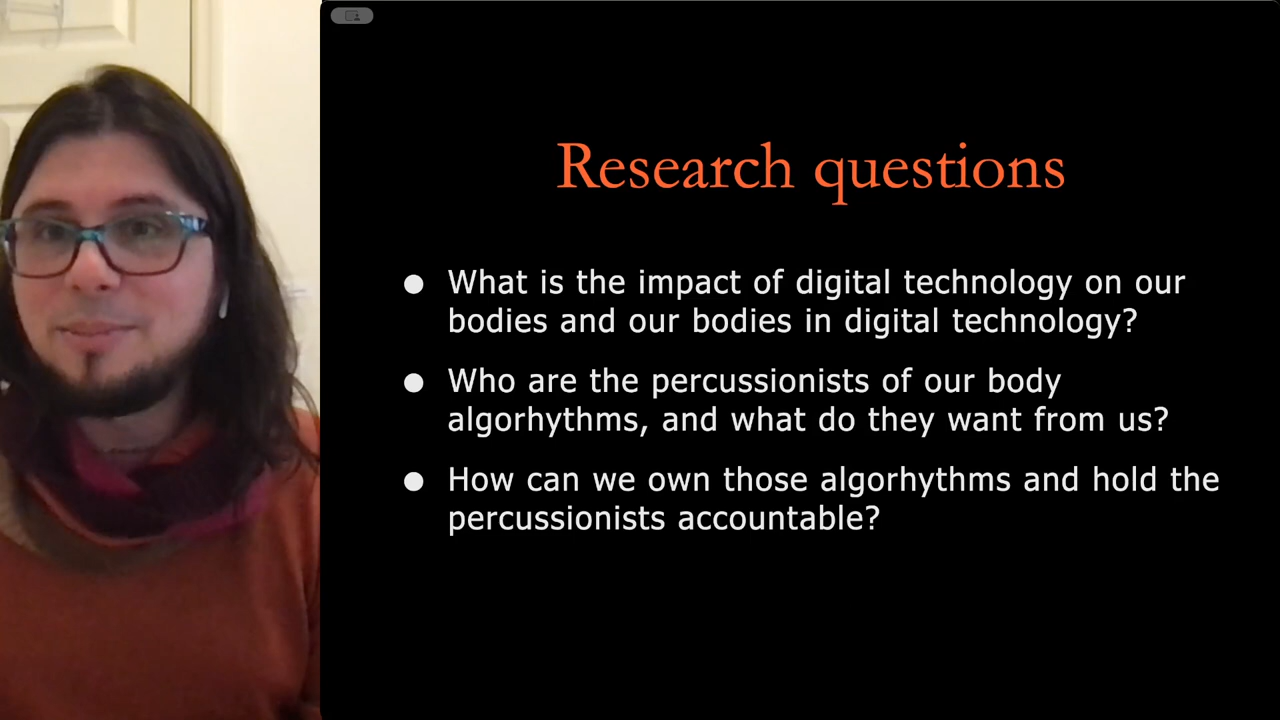 Research questions
● What is the impact of digital technology on our
bodies and our bodies in digital technology?
● Who are the percussionists of our body
algorhythms, and what do they want from us?
● How can we own those algorhythms and hold the
percussionists accountable?